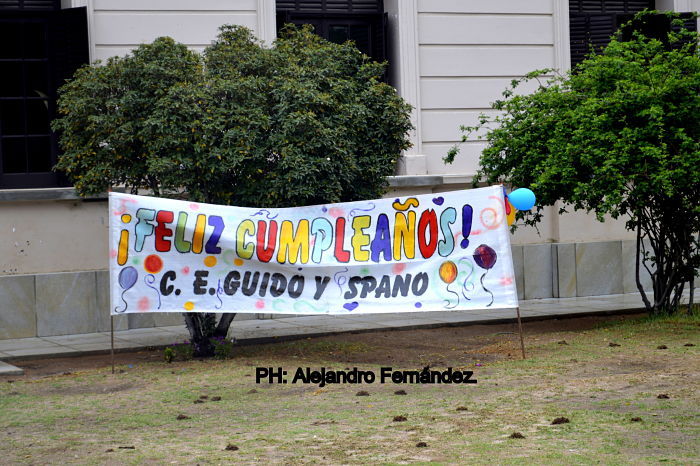 ¡FELIZ CUMPLEAÑOS!
C. E. GUIDO Y SPANO
PH: Alejandro Fernández.